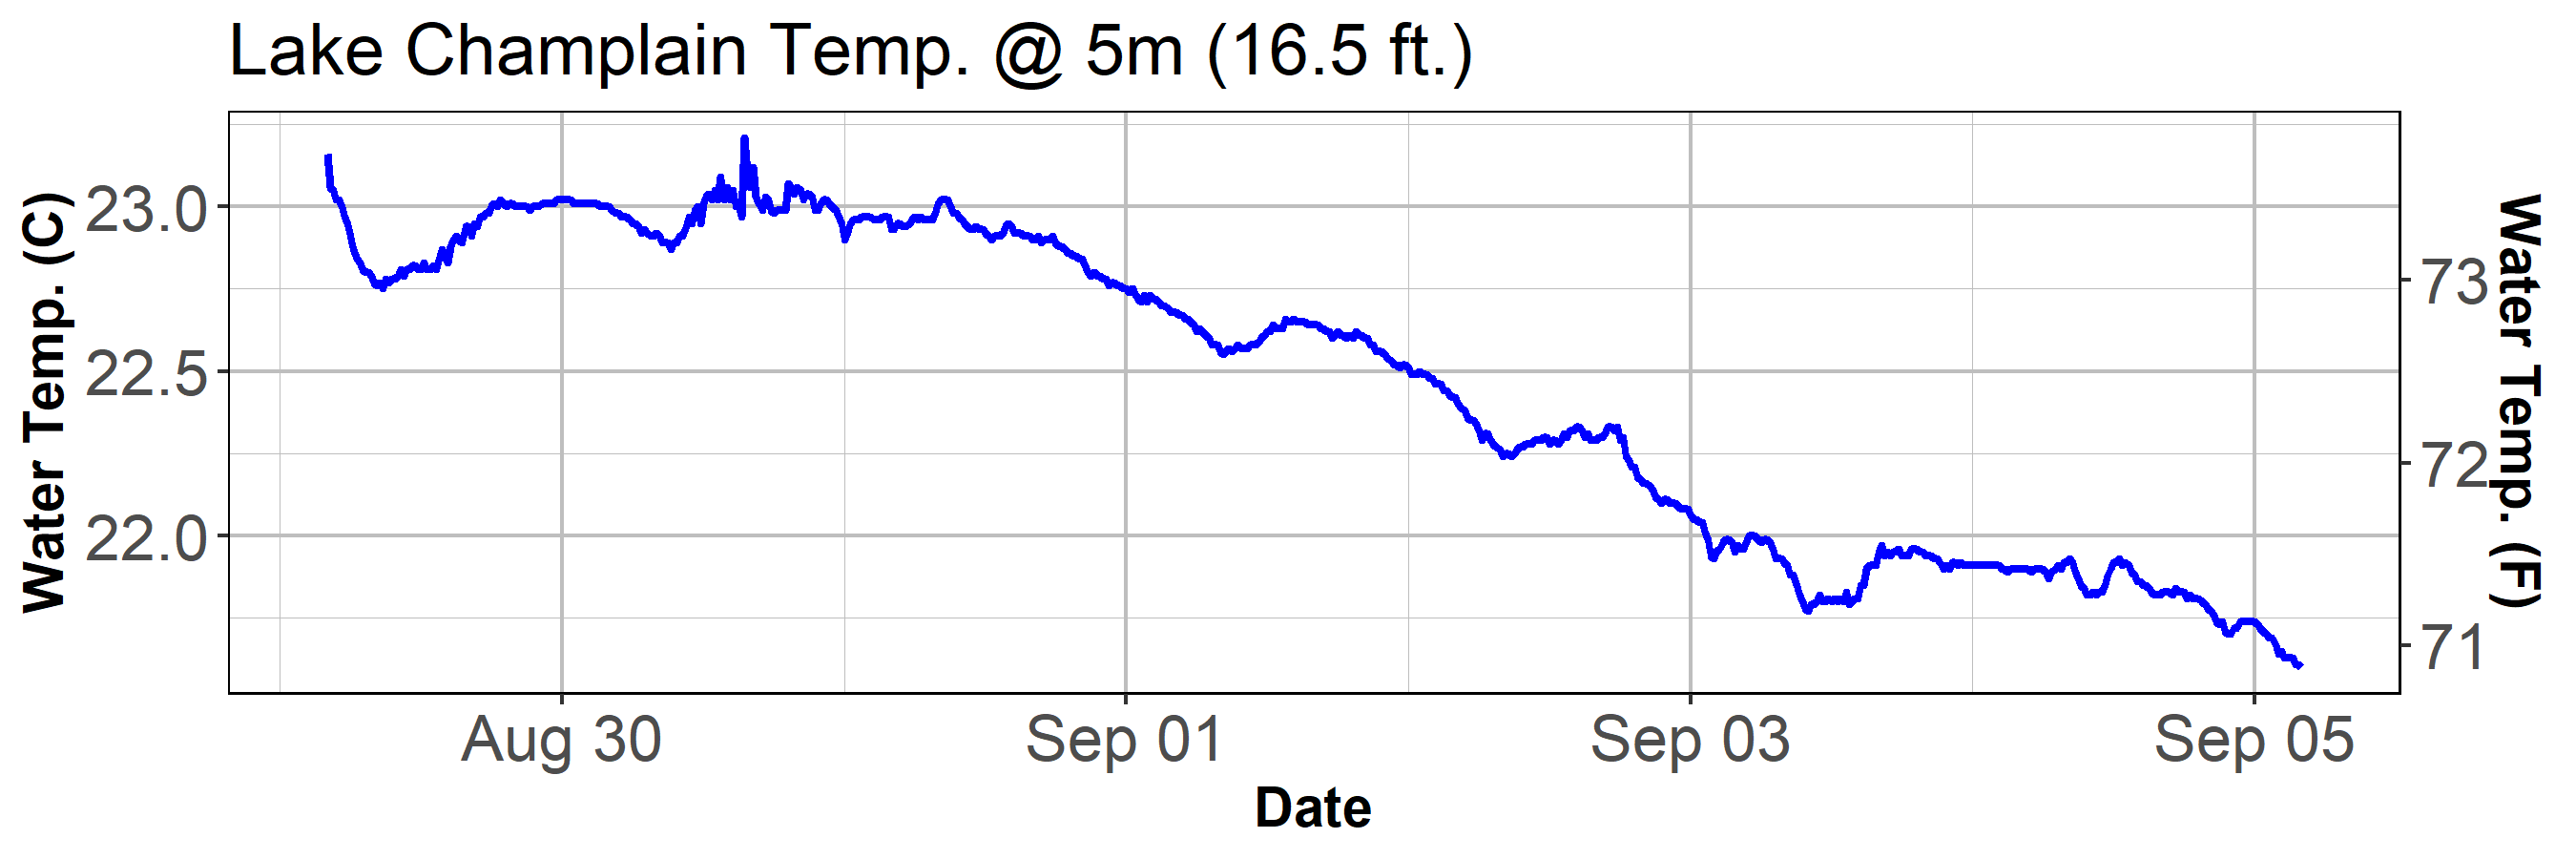 Lake Champlain Temp. @ 5m (16.5 ft.)
Water Temp. (C)
23.0
22.5
22.0
73
72
71
Water Temp. (F)
Aug 30 Sep 01 Sep 03 Sep 05
Date